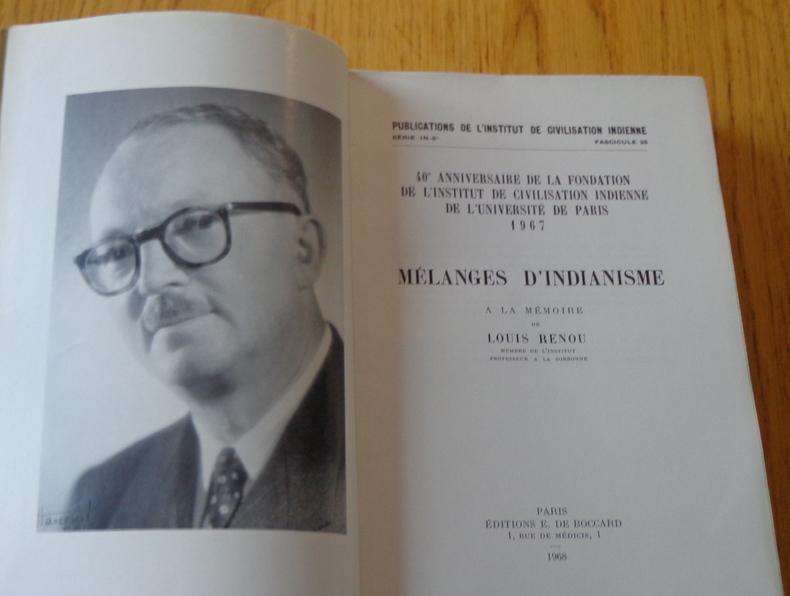 PUBLICATIONS DE L'INSTITUT DE CIVILISATION INDIENNE
SÉRIE IN-8° FASCICULE 28
40e ANNIVERSAIRE DE LA FONDATION
DE L'INSTITUT DE CIVILISATION INDIENNE
DE L'UNIVERSITÉ DE PARIS
1967
MÉLANGES D'INDIANISME
A LA MÉMOIRE
DE
LOUIS RENOU
MEMBRE DE L'INSTITUT
PROFESSEUR A LA SORBONNE
PARIS
ÉDITIONS E. DE BOCCARD
1, RUE DE MÉDICIS, 1
1968